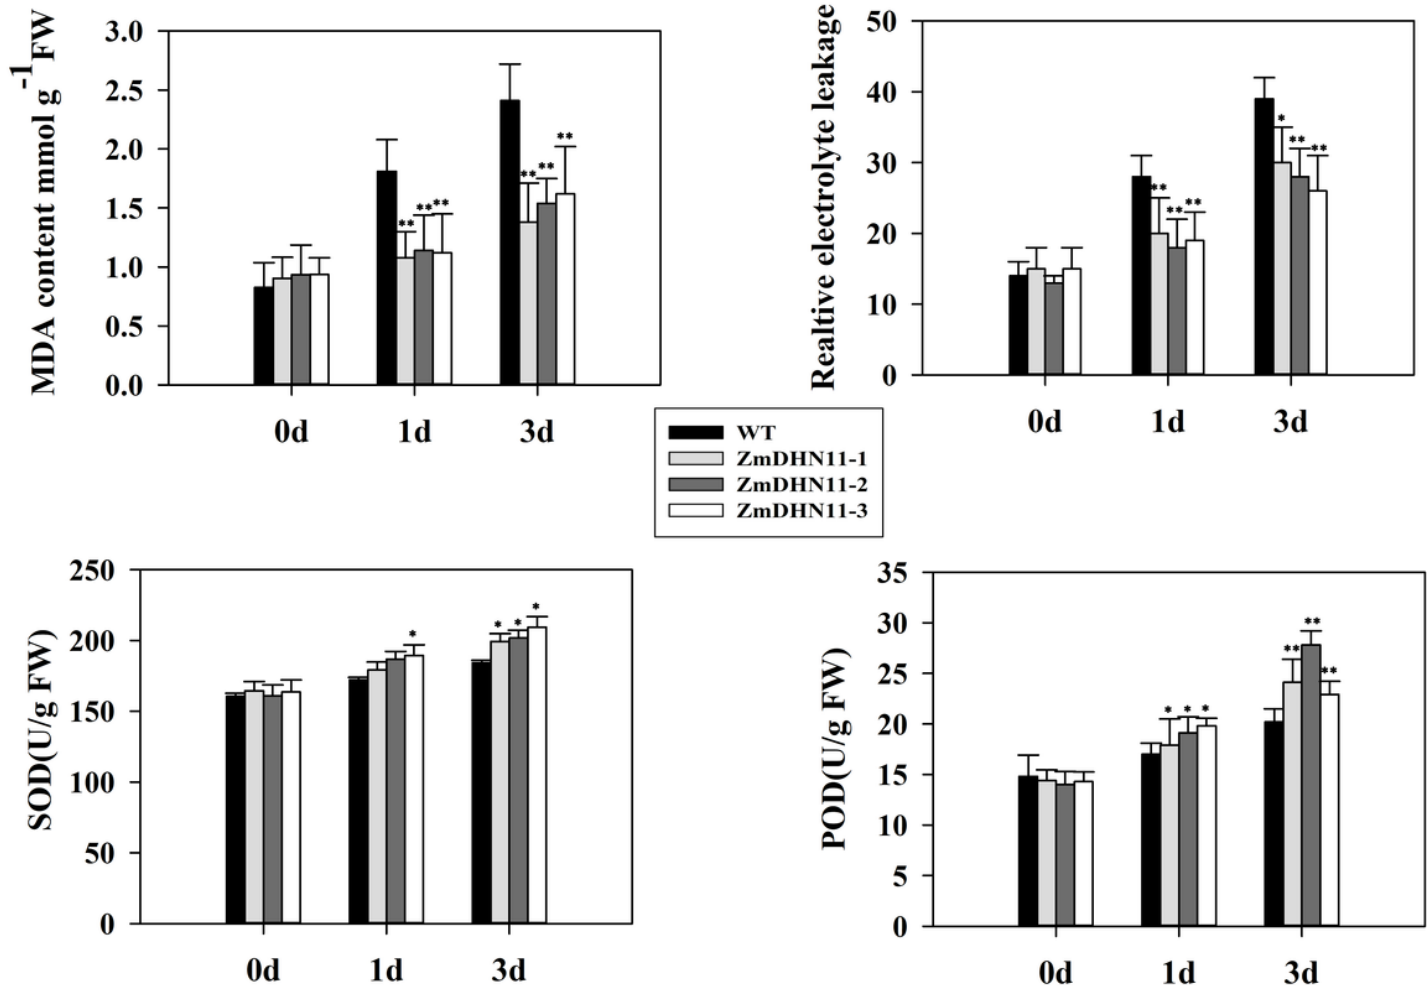 MDA content mmol g-1FW
3.0
2.5
2.0
1.5
1.0
0.5
0.0
** ** **
** ** **
0d 1d 3d
Realtive electrolyte leakage
50
40
30
20
10
0
** ** **
* ** **
0d 1d 3d
WT
ZmDHN11-1
ZmDHN11-2
ZmDHN11-3
SOD(U/g FW)
250
200
150
100
50
0
*
* * *
0d 1d 3d
POD(U/g FW)
35
30
25
20
15
10
5
0
* * *
** ** **
0d 1d 3d